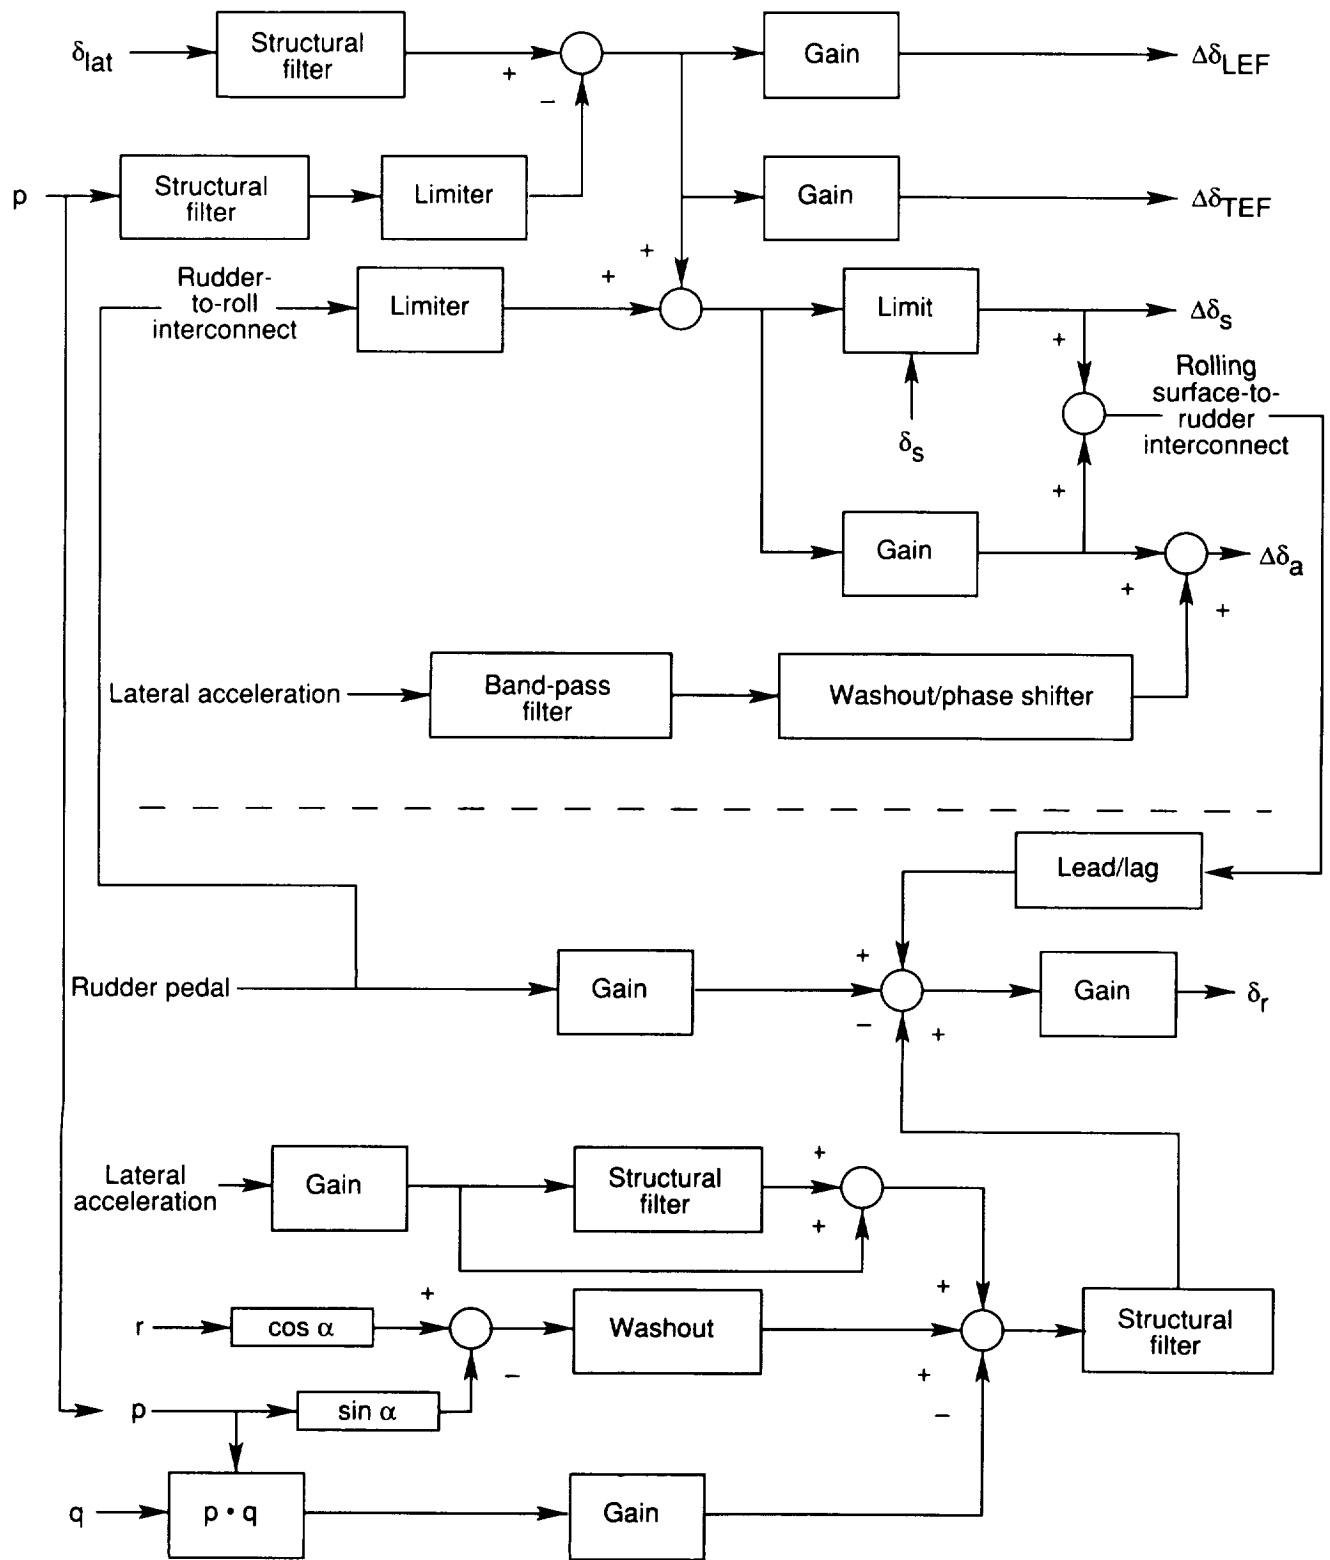 δlat
Structural
filter
+
−
Gain
ΔδLEF
p
Structural
filter
Limiter
Gain
ΔδTEF
Rudder-
to-roll
interconnect
Limiter
+
+
Limit
Δδs
+
δs
Rolling
surface-to-
rudder
interconnect
+
Gain
+
+
Δδa
Lateral acceleration
Band-pass
filter
Washout/phase shifter
Lead/lag
Rudder pedal
Gain
+
−
+
Gain
δr
Lateral
acceleration
Gain
Structural
filter
+
+
r
cos α
+
−
Washout
+
+
−
Structural
filter
p
sin α
q
p • q
Gain